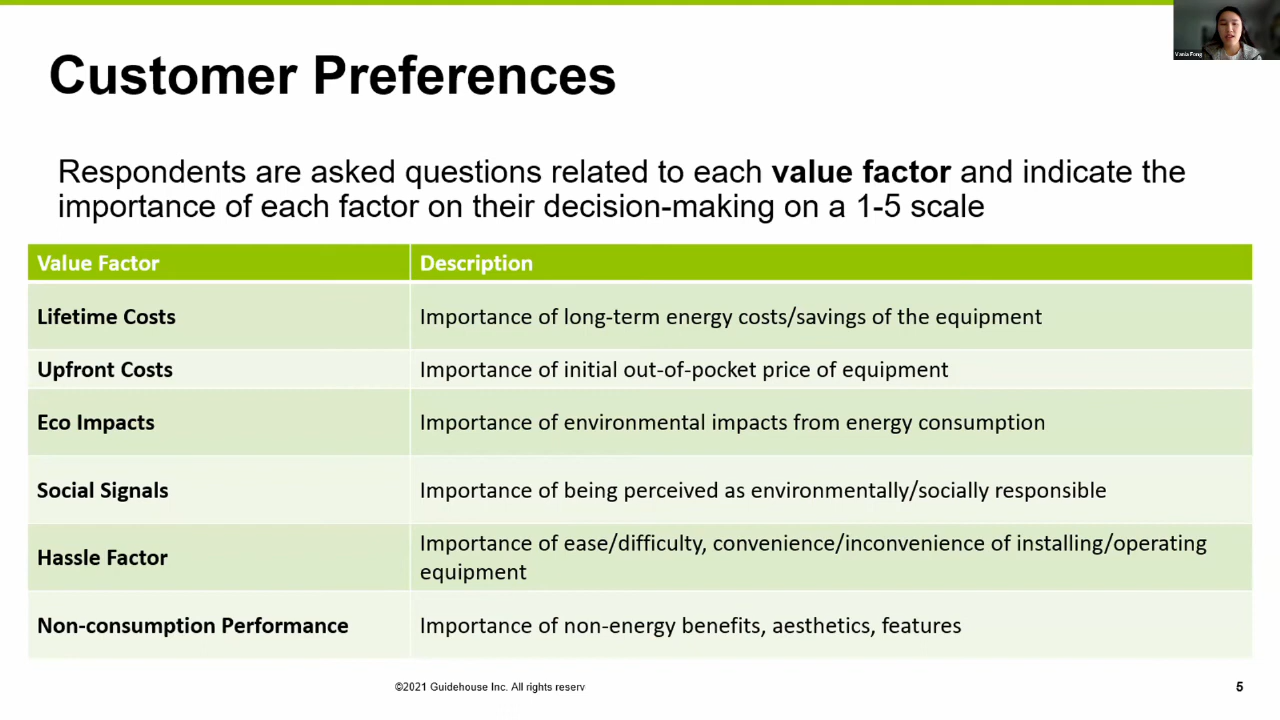 Vania Fong
Customer Preferences
Respondents are asked questions related to each value factor and indicate the
importance of each factor on their decision-making on a 1-5 scale
Value Factor
Description
Lifetime Costs
Importance of long-term energy costs/savings of the equipment
Upfront Costs
Importance of initial out-of-pocket price of equipment
Eco Impacts
Importance of environmental impacts from energy consumption
Social Signals
Importance of being perceived as environmentally/socially responsible
Hassle Factor
Importance of ease/difficulty, convenience/inconvenience of installing/operating
equipment
Non-consumption Performance
Importance of non-energy benefits, aesthetics, features
©2021 Guidehouse Inc. All rights reserv
5